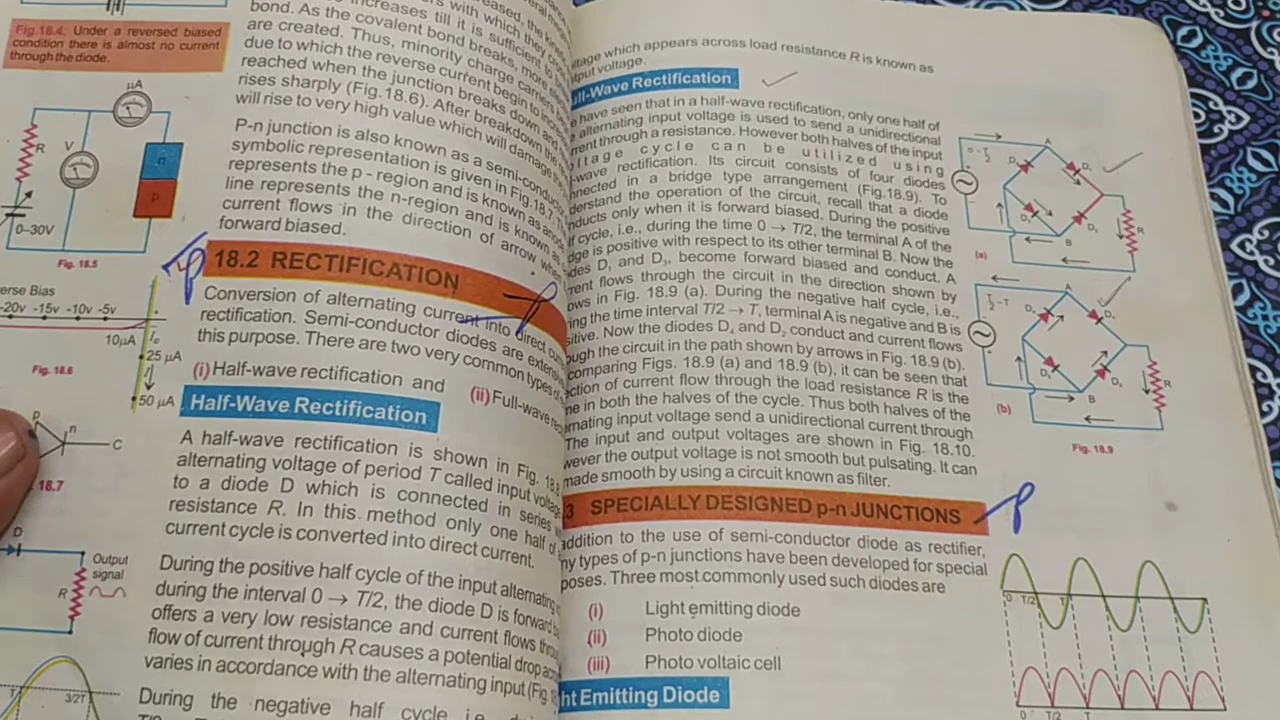 Fig.18.4: Under a reversed biased
condition there is almost no current
through the diode.
μA
R
V
n
p
0–30V
Fig. 18.5
erse Bias
-20v -15v -10v -5v
10μA
25 μA
50 μA
Fig. 18.6
p
n
C
18.7
D
Output
signal
R
T
3/2T
increases till it is sufficient to
bond. As the covalent bond breaks, more
are created. Thus, minority charge carriers
due to which the reverse current begin to
reached when the junction breaks down and
rises sharply (Fig. 18.6). After breakdown the
will rise to very high value which will damage
P-n junction is also known as a semi-conductor
symbolic representation is given in Fig.18.7
represents the p - region and is known as
line represents the n-region and is known
current flows in the direction of arrow
forward biased.
18.2 RECTIFICATION
Conversion of alternating current into direct
rectification. Semi-conductor diodes are
this purpose. There are two very common types
(i) Half-wave rectification and (ii) Full-wave
Half-Wave Rectification
A half-wave rectification is shown in Fig. 18.8
alternating voltage of period T called input voltage
to a diode D which is connected in series
resistance R. In this method only one half of
current cycle is converted into direct current.
During the positive half cycle of the input alternating
during the interval 0 → T/2, the diode D is forward
offers a very low resistance and current flows
flow of current through R causes a potential drop
varies in accordance with the alternating input (Fig.
During the negative half cycle i.e.
ltage which appears across load resistance R is known as
tput voltage.
ull-Wave Rectification
have seen that in a half-wave rectification, only one half of
alternating input voltage is used to send a unidirectional
rrent through a resistance. However both halves of the input
ltage cycle can be utilized using
-wave rectification. Its circuit consists of four diodes
nnected in a bridge type arrangement (Fig.18.9). To
derstand the operation of the circuit, recall that a diode
nducts only when it is forward biased. During the positive
lf cycle, i.e., during the time 0 → T/2, the terminal A of the
dge is positive with respect to its other terminal B. Now the
des D₁ and D₃, become forward biased and conduct. A
rrent flows through the circuit in the direction shown by
ows in Fig. 18.9 (a). During the negative half cycle, i.e.,
ring the time interval T/2 → T, terminal A is negative and B is
sitive. Now the diodes D₄ and D₂ conduct and current flows
ough the circuit in the path shown by arrows in Fig. 18.9 (b).
comparing Figs. 18.9 (a) and 18.9 (b), it can be seen that
ection of current flow through the load resistance R is the
me in both the halves of the cycle. Thus both halves of the
rnating input voltage send a unidirectional current through
The input and output voltages are shown in Fig. 18.10.
wever the output voltage is not smooth but pulsating. It can
made smooth by using a circuit known as filter.
.3 SPECIALLY DESIGNED p-n JUNCTIONS
addition to the use of semi-conductor diode as rectifier,
ny types of p-n junctions have been developed for special
poses. Three most commonly used such diodes are
(i) Light emitting diode
(ii) Photo diode
(iii) Photo voltaic cell
ht Emitting Diode
A
B
R
(a)
A
B
R
(b)
Fig. 18.9
0 T/2 T
0 T/2 T